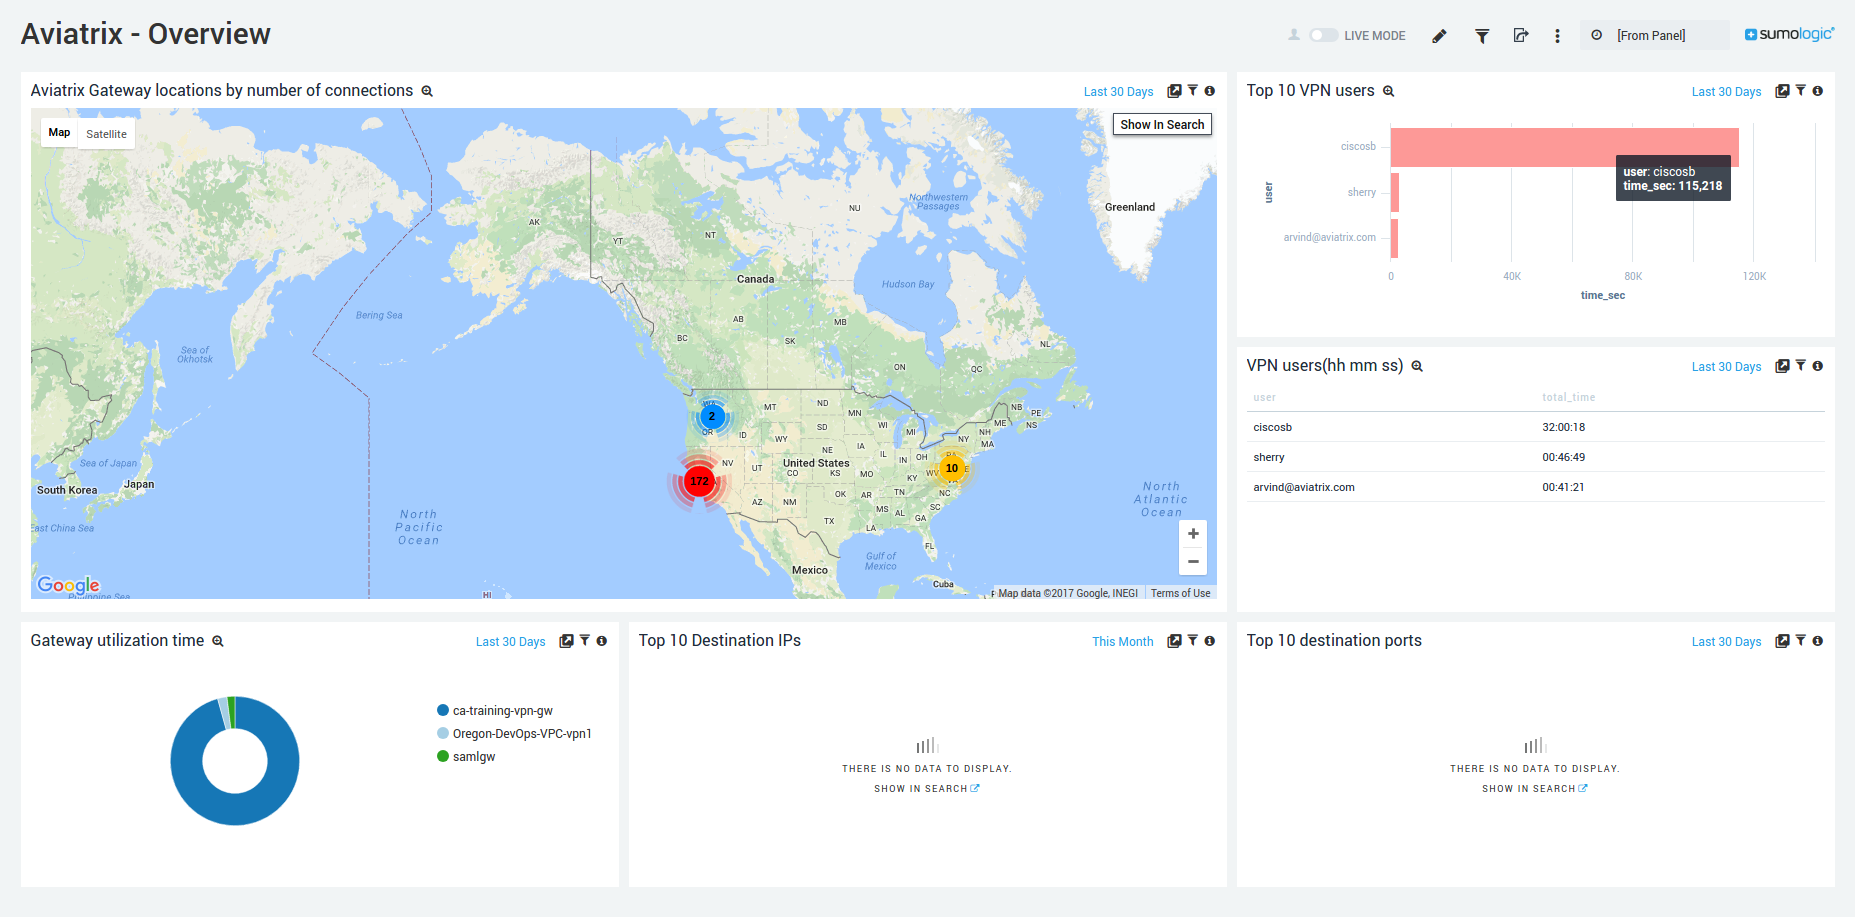 Aviatrix - Overview
LIVE MODE
[From Panel]
sumologic
Aviatrix Gateway locations by number of connections
Last 30 Days
Map
Satellite
Show In Search
Greenland
Northwestern
Passages
NU
AK
YT
NT
Canada
Hudson Bay
Bering Sea
Sea of
Okhotsk
AB
MB
BC
SK
NL
ON
QC
WA
2
OR
MT
ND
MN
NB
PE
NS
ME
ID
SD
WI
MI
NH
NY
MA
WY
NE
IA
IL
IN
OH
PA
10
WV
VA
NV
UT
United States
CO
KS
MO
KY
172
Sea of Japan
Japan
South Korea
East China Sea
AZ
NM
OK
AR
TN
NC
MS
AL
SC
GA
TX
LA
FL
North
Pacific
Ocean
North
Atlantic
Ocean
Gulf of
Mexico
Mexico
Cuba
HI
Philippine Sea
Google
Map data ©2017 Google, INEGI
Terms of Use
Top 10 VPN users
Last 30 Days
user
ciscosb
sherry
arvind@aviatrix.com
user: ciscosb
time_sec: 115,218
0
40K
80K
120K
time_sec
VPN users(hh mm ss)
Last 30 Days
user total_time
ciscosb 32:00:18
sherry 00:46:49
arvind@aviatrix.com 00:41:21
Gateway utilization time
Last 30 Days
ca-training-vpn-gw
Oregon-DevOps-VPC-vpn1
samlgw
Top 10 Destination IPs
This Month
THERE IS NO DATA TO DISPLAY.
SHOW IN SEARCH
Top 10 destination ports
Last 30 Days
THERE IS NO DATA TO DISPLAY.
SHOW IN SEARCH